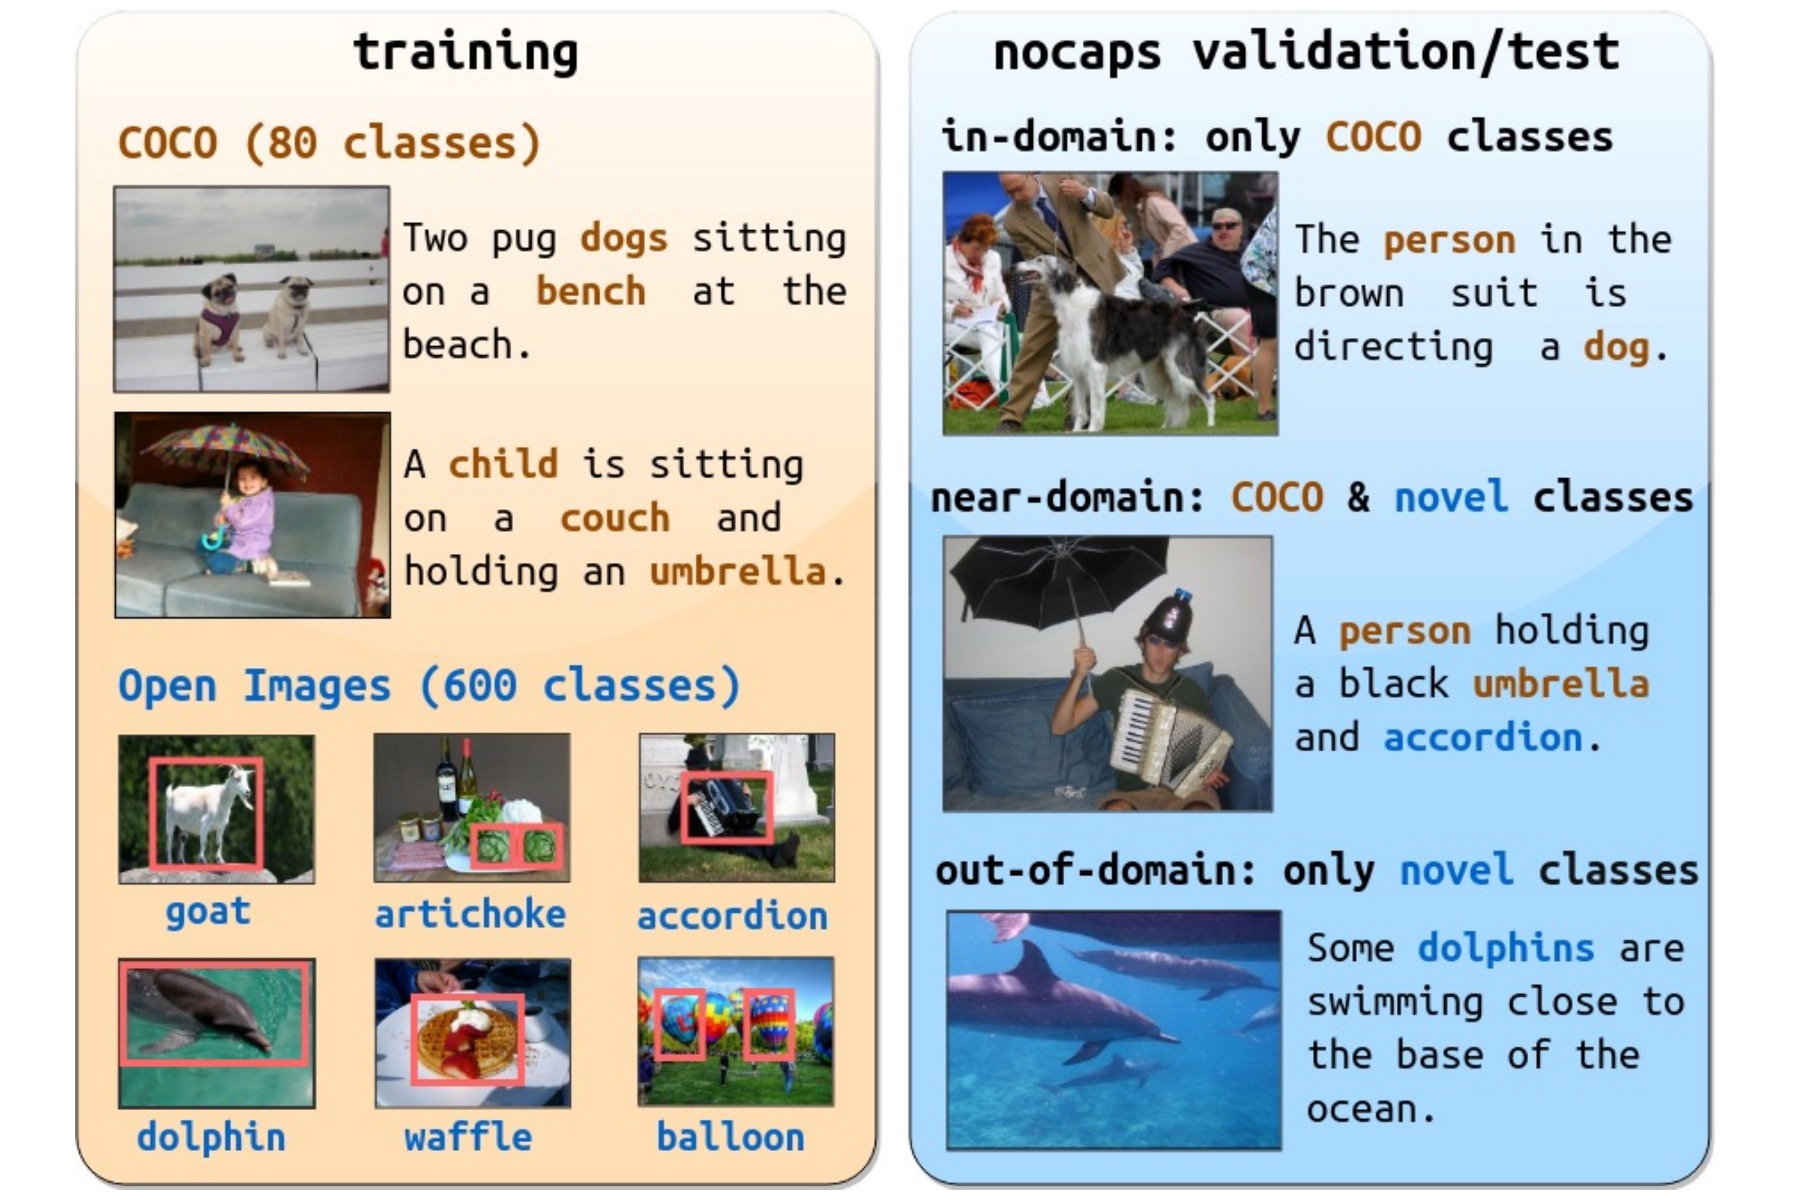 training
COCO (80 classes)
Two pug dogs sitting
on a bench at the
beach.
A child is sitting
on a couch and
holding an umbrella.
Open Images (600 classes)
goat
artichoke
accordion
dolphin
waffle
balloon
nocaps validation/test
in-domain: only COCO classes
The person in the
brown suit is
directing a dog.
near-domain: COCO & novel classes
A person holding
a black umbrella
and accordion.
out-of-domain: only novel classes
Some dolphins are
swimming close to
the base of the
ocean.